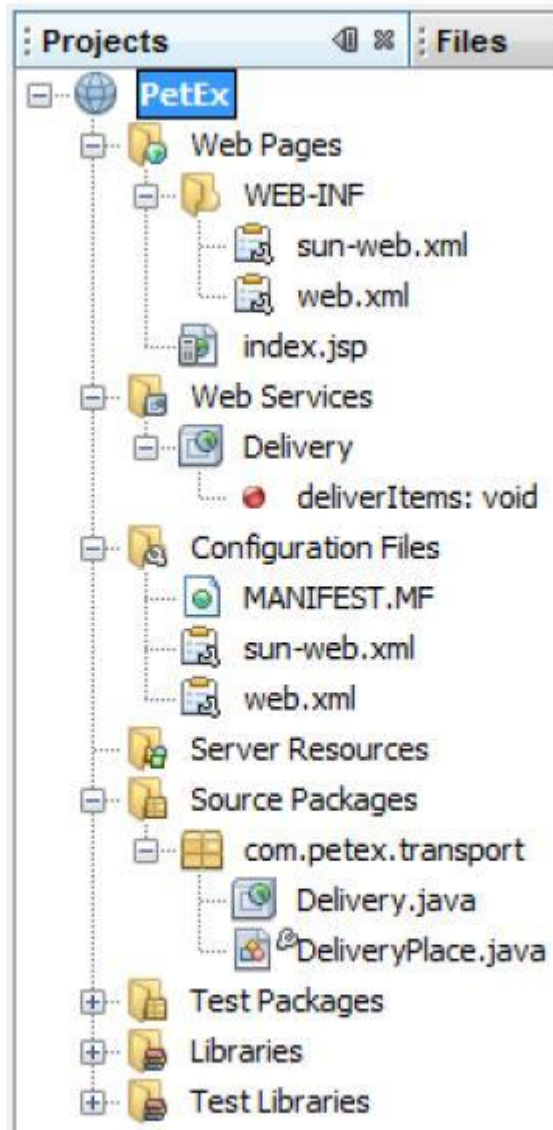 Projects Files
PetEx
Web Pages
WEB-INF
sun-web.xml
web.xml
index.jsp
Web Services
Delivery
deliverItems: void
Configuration Files
MANIFEST.MF
sun-web.xml
web.xml
Server Resources
Source Packages
com.petex.transport
Delivery.java
DeliveryPlace.java
Test Packages
Libraries
Test Libraries